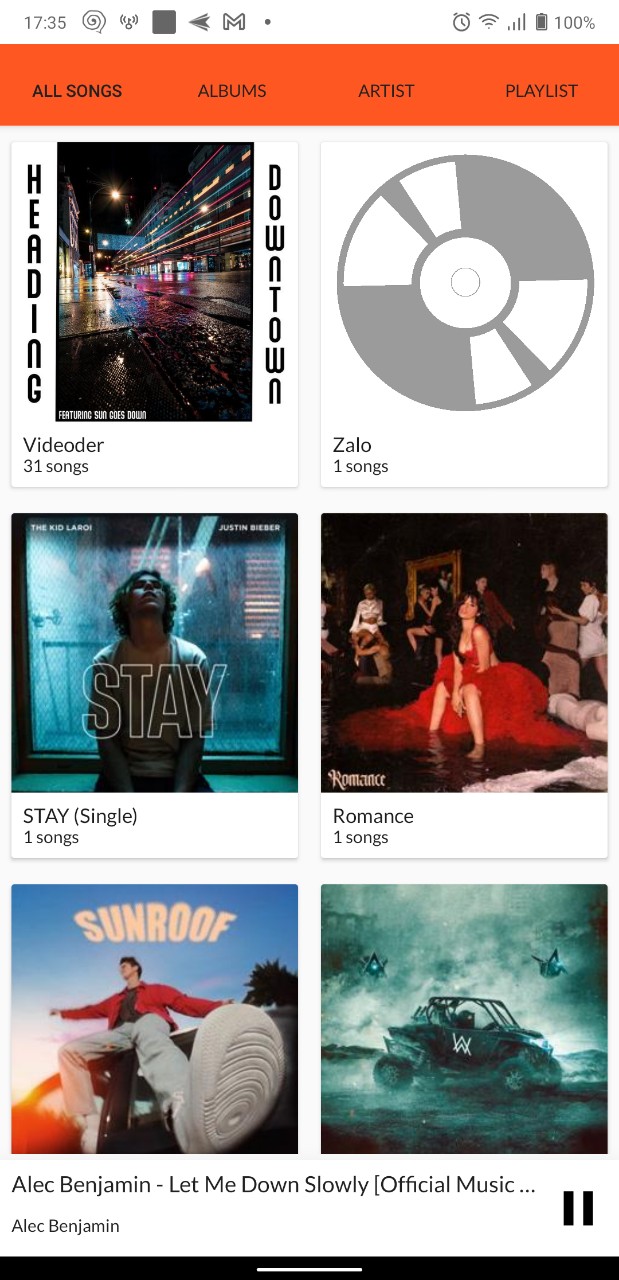 17:35
100%
ALL SONGS
ALBUMS
ARTIST
PLAYLIST
HEADING
DOWNTOWN
FEATURING SUN GOES DOWN
Videoder
31 songs
Zalo
1 songs
THE KID LAROI
JUSTIN BIEBER
STAY
STAY (Single)
1 songs
Romance
Romance
1 songs
SUNROOF
Alec Benjamin - Let Me Down Slowly [Official Music ...
Alec Benjamin